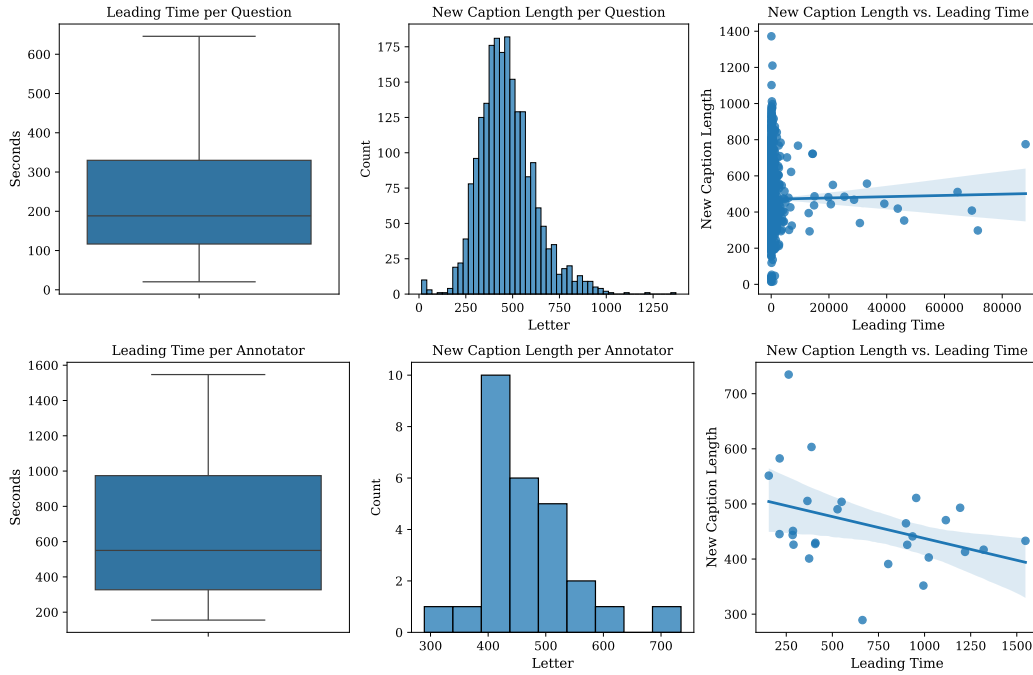 Leading Time per Question
Seconds
600
500
400
300
200
100
0
New Caption Length per Question
Count
175
150
125
100
75
50
25
0
0 250 500 750 1000 1250
Letter
New Caption Length vs. Leading Time
New Caption Length
1400
1200
1000
800
600
400
200
0
0 20000 40000 60000 80000
Leading Time
Leading Time per Annotator
Seconds
1600
1400
1200
1000
800
600
400
200
New Caption Length per Annotator
Count
10
8
6
4
2
0
300 400 500 600 700
Letter
New Caption Length vs. Leading Time
New Caption Length
700
600
500
400
300
250 500 750 1000 1250 1500
Leading Time